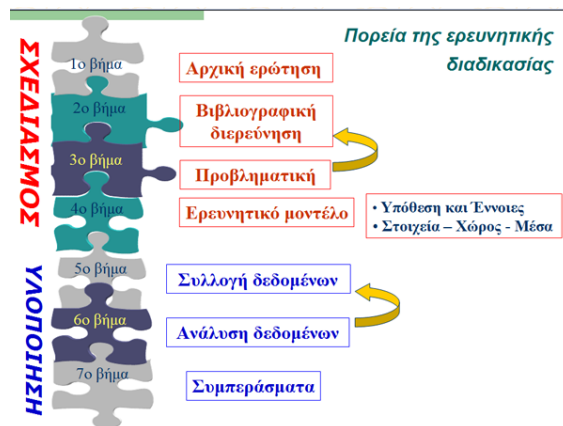 Πορεία της ερευνητικής
διαδικασίας
ΣΧΕΔΙΑΣΜΟΣ
1ο βήμα
Αρχική ερώτηση
2ο βήμα
Βιβλιογραφική
διερεύνηση
3ο βήμα
Προβληματική
4ο βήμα
Ερευνητικό μοντέλο
• Υπόθεση και Έννοιες
• Στοιχεία – Χώρος - Μέσα
ΥΛΟΠΟΙΗΣΗ
5ο βήμα
Συλλογή δεδομένων
6ο βήμα
Ανάλυση δεδομένων
7ο βήμα
Συμπεράσματα